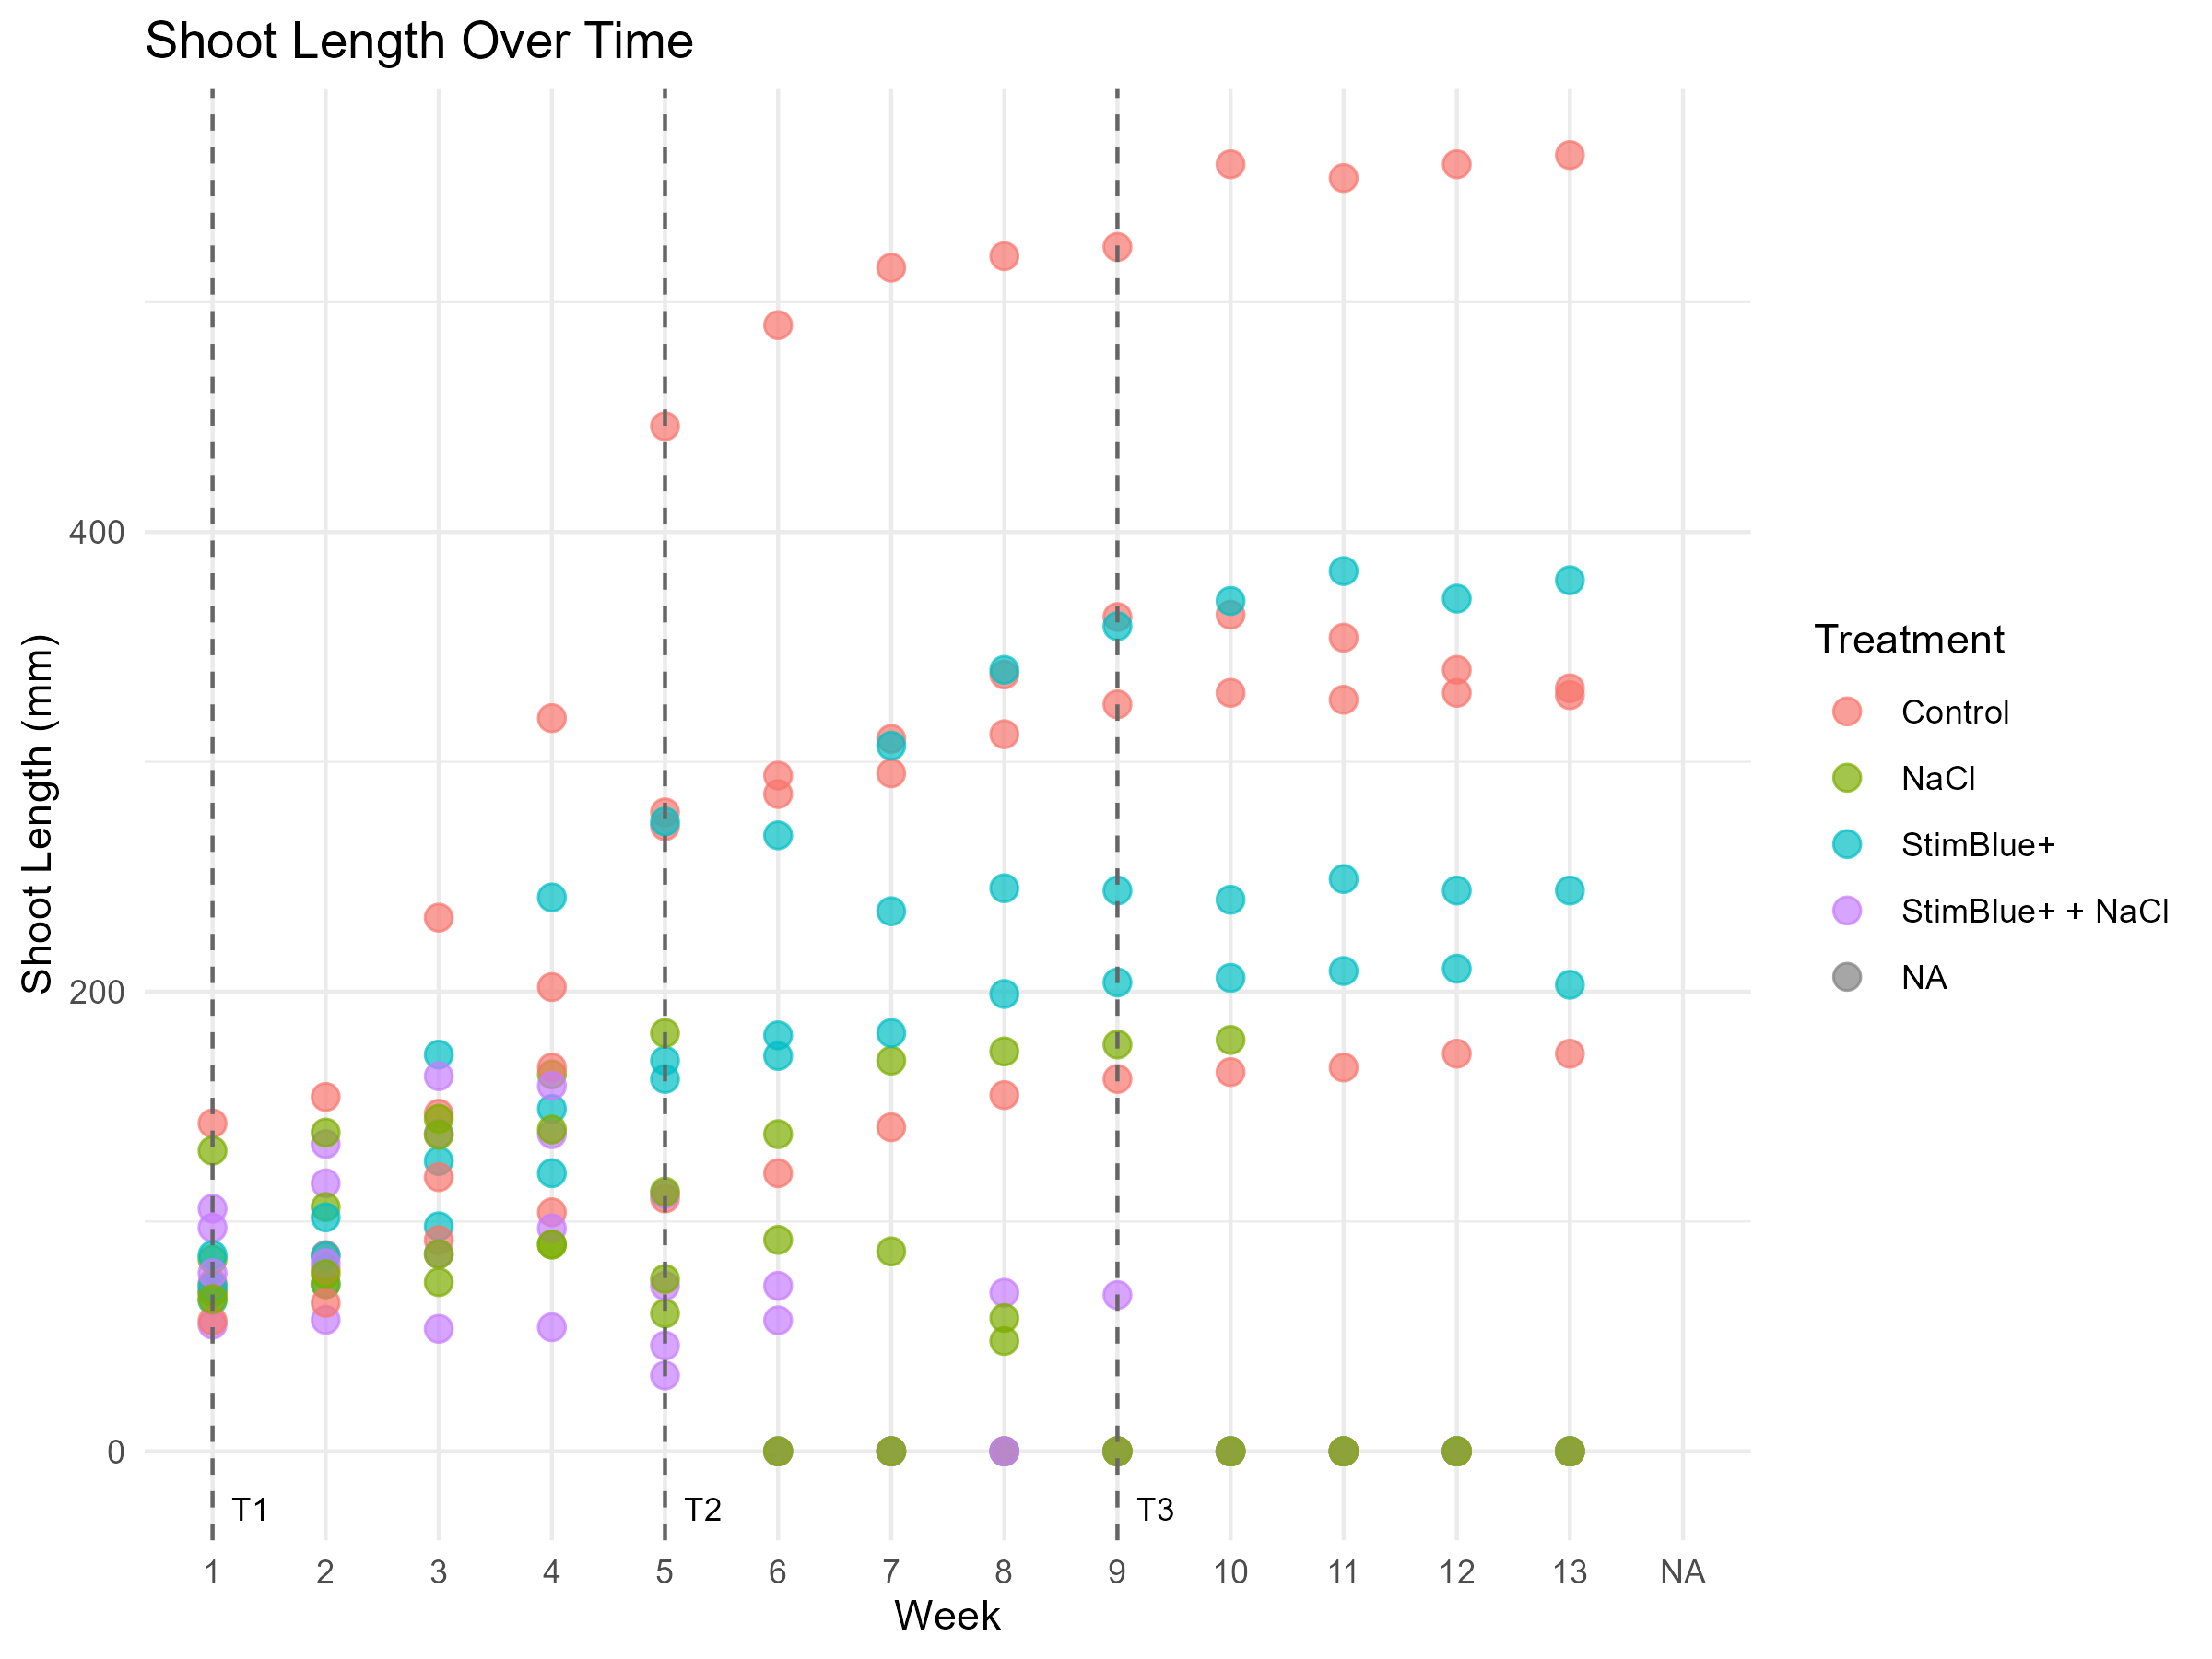 Shoot Length Over Time
Shoot Length (mm)
400
200
0
T1
T2
T3
1 2 3 4 5 6 7 8 9 10 11 12 13 NA
Week
Treatment
Control
NaCl
StimBlue+
StimBlue+ + NaCl
NA